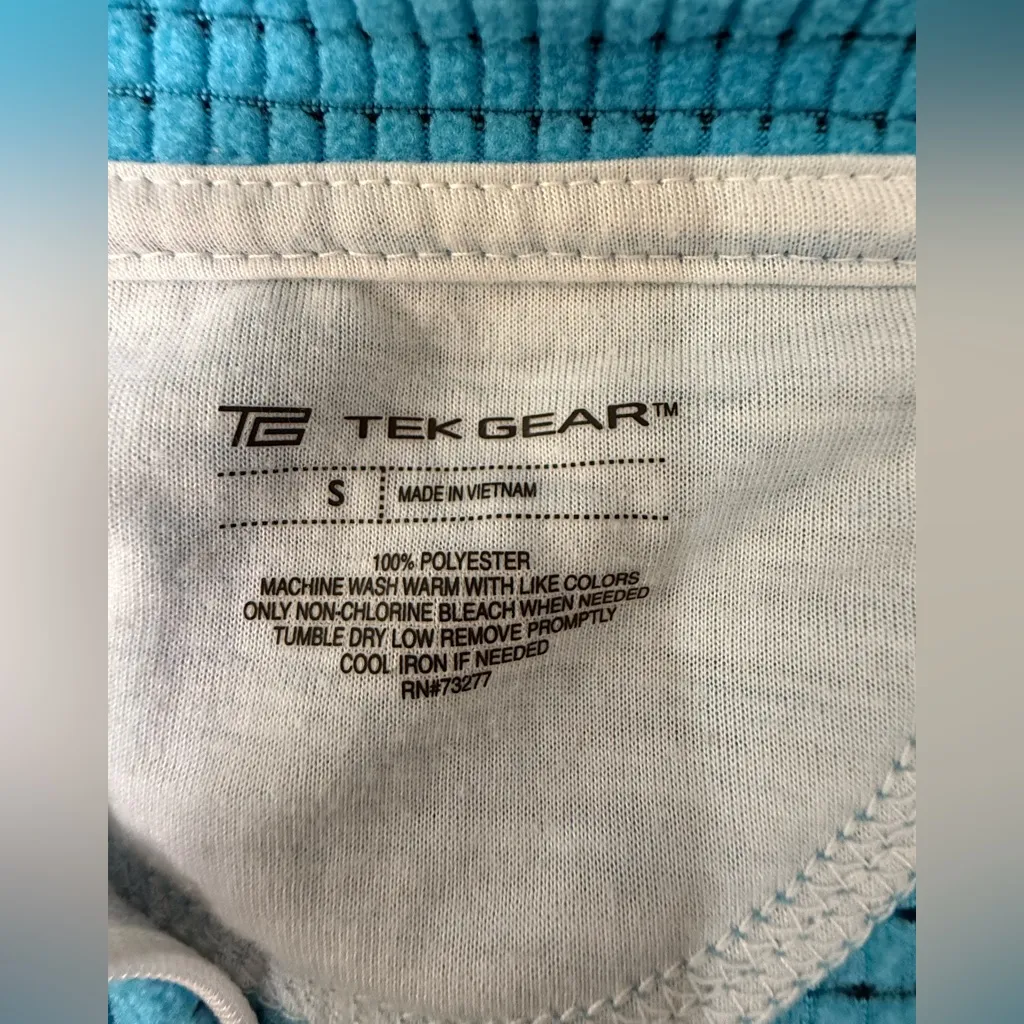 TG TEK GEAR™
S MADE IN VIETNAM
100% POLYESTER
MACHINE WASH WARM WITH LIKE COLORS
ONLY NON-CHLORINE BLEACH WHEN NEEDED
TUMBLE DRY LOW REMOVE PROMPTLY
COOL IRON IF NEEDED
RN#73277